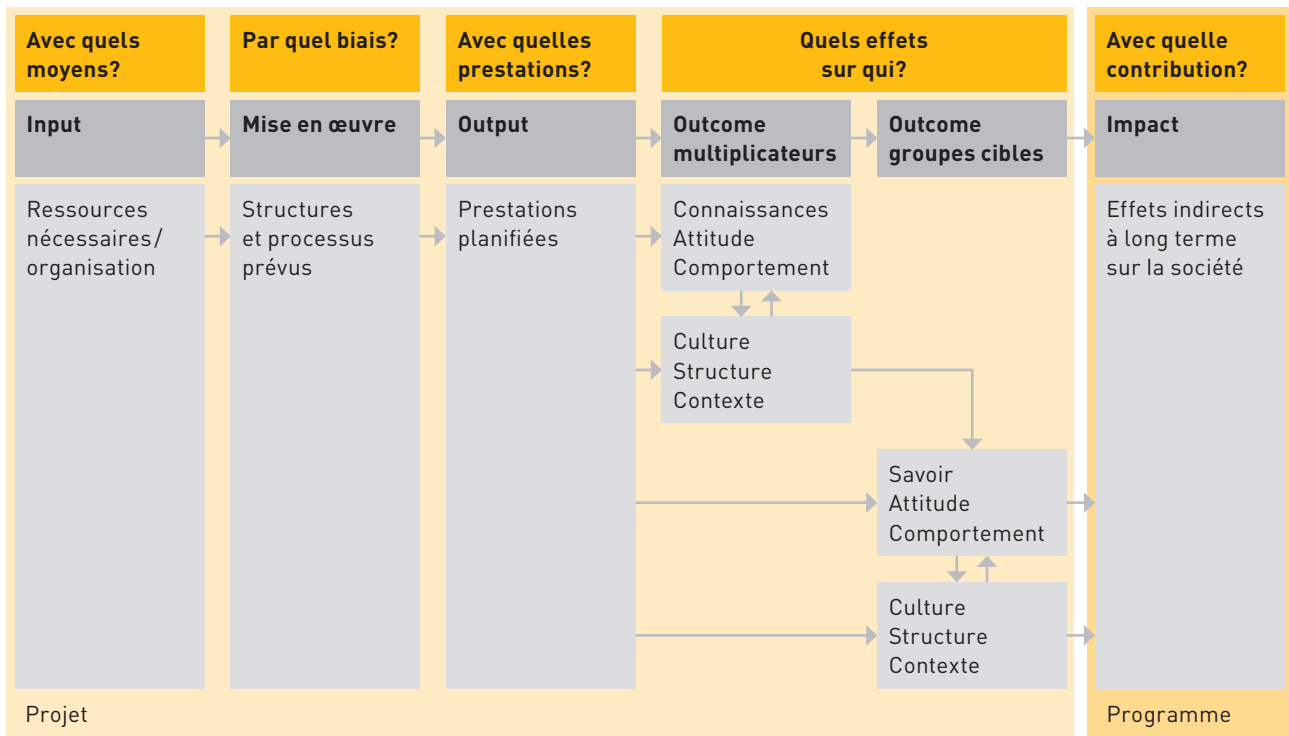 Avec quels
moyens?
Par quel biais?
Avec quelles
prestations?
Quels effets
sur qui?
Avec quelle
contribution?
Input
Mise en œuvre
Output
Outcome
multiplicateurs
Outcome
groupes cibles
Impact
Ressources
nécessaires/
organisation
Structures
et processus
prévus
Prestations
planifiées
Connaissances
Attitude
Comportement
Culture
Structure
Contexte
Savoir
Attitude
Comportement
Culture
Structure
Contexte
Effets indirects
à long terme
sur la société
Projet
Programme